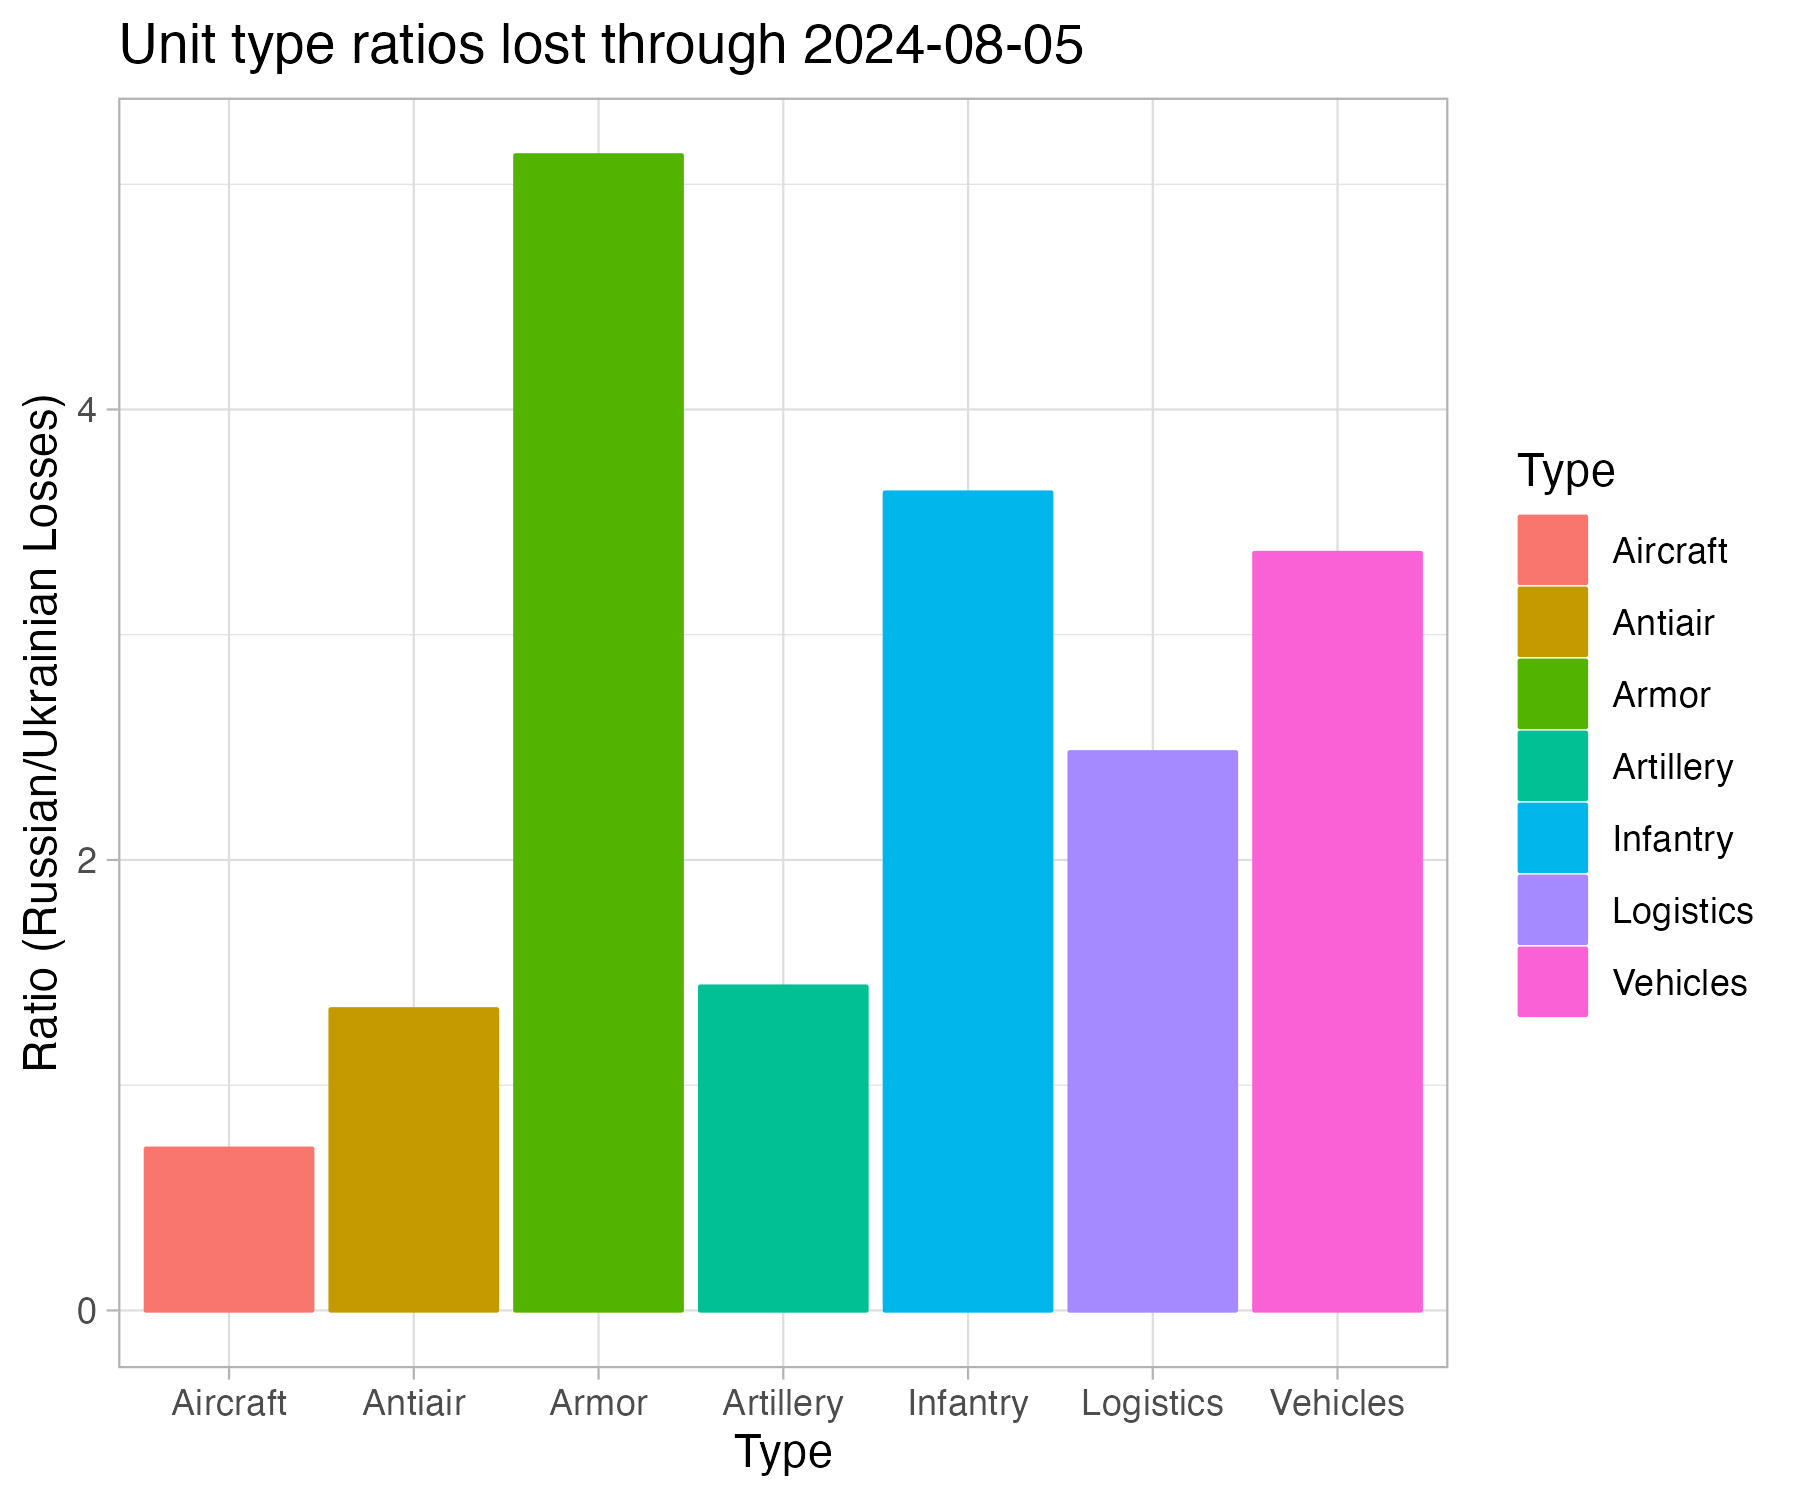 Unit type ratios lost through 2024-08-05
Ratio (Russian/Ukrainian Losses)
4
2
0
Aircraft Antiair Armor Artillery Infantry Logistics Vehicles
Type
Type
Aircraft
Antiair
Armor
Artillery
Infantry
Logistics
Vehicles